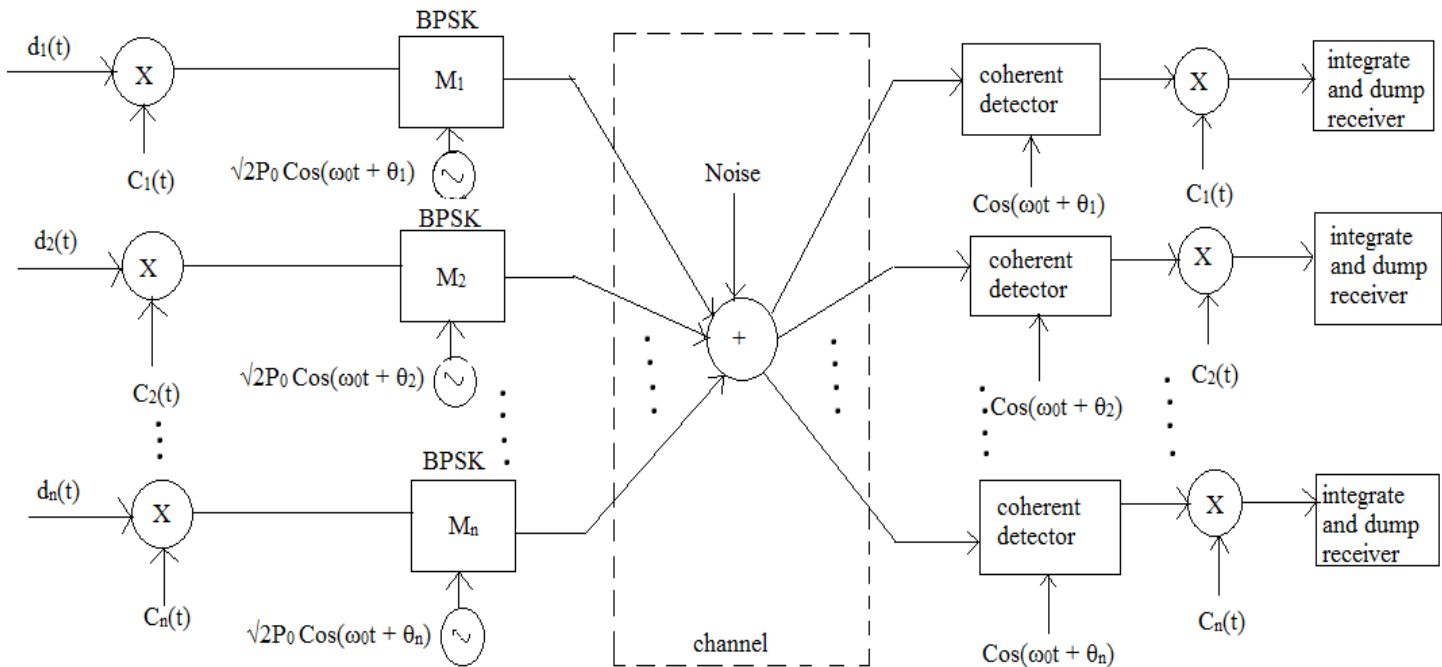 BPSK
d₁(t)
X
M₁
C₁(t)
√2P₀ Cos(ω₀t + θ₁)
BPSK
d₂(t)
X
M₂
C₂(t)
√2P₀ Cos(ω₀t + θ₂)
BPSK
dₙ(t)
X
Mₙ
Cₙ(t)
√2P₀ Cos(ω₀t + θₙ)
Noise
+
channel
coherent
detector
X
integrate
and dump
receiver
Cos(ω₀t + θ₁)
C₁(t)
coherent
detector
X
integrate
and dump
receiver
Cos(ω₀t + θ₂)
C₂(t)
coherent
detector
X
integrate
and dump
receiver
Cos(ω₀t + θₙ)
Cₙ(t)